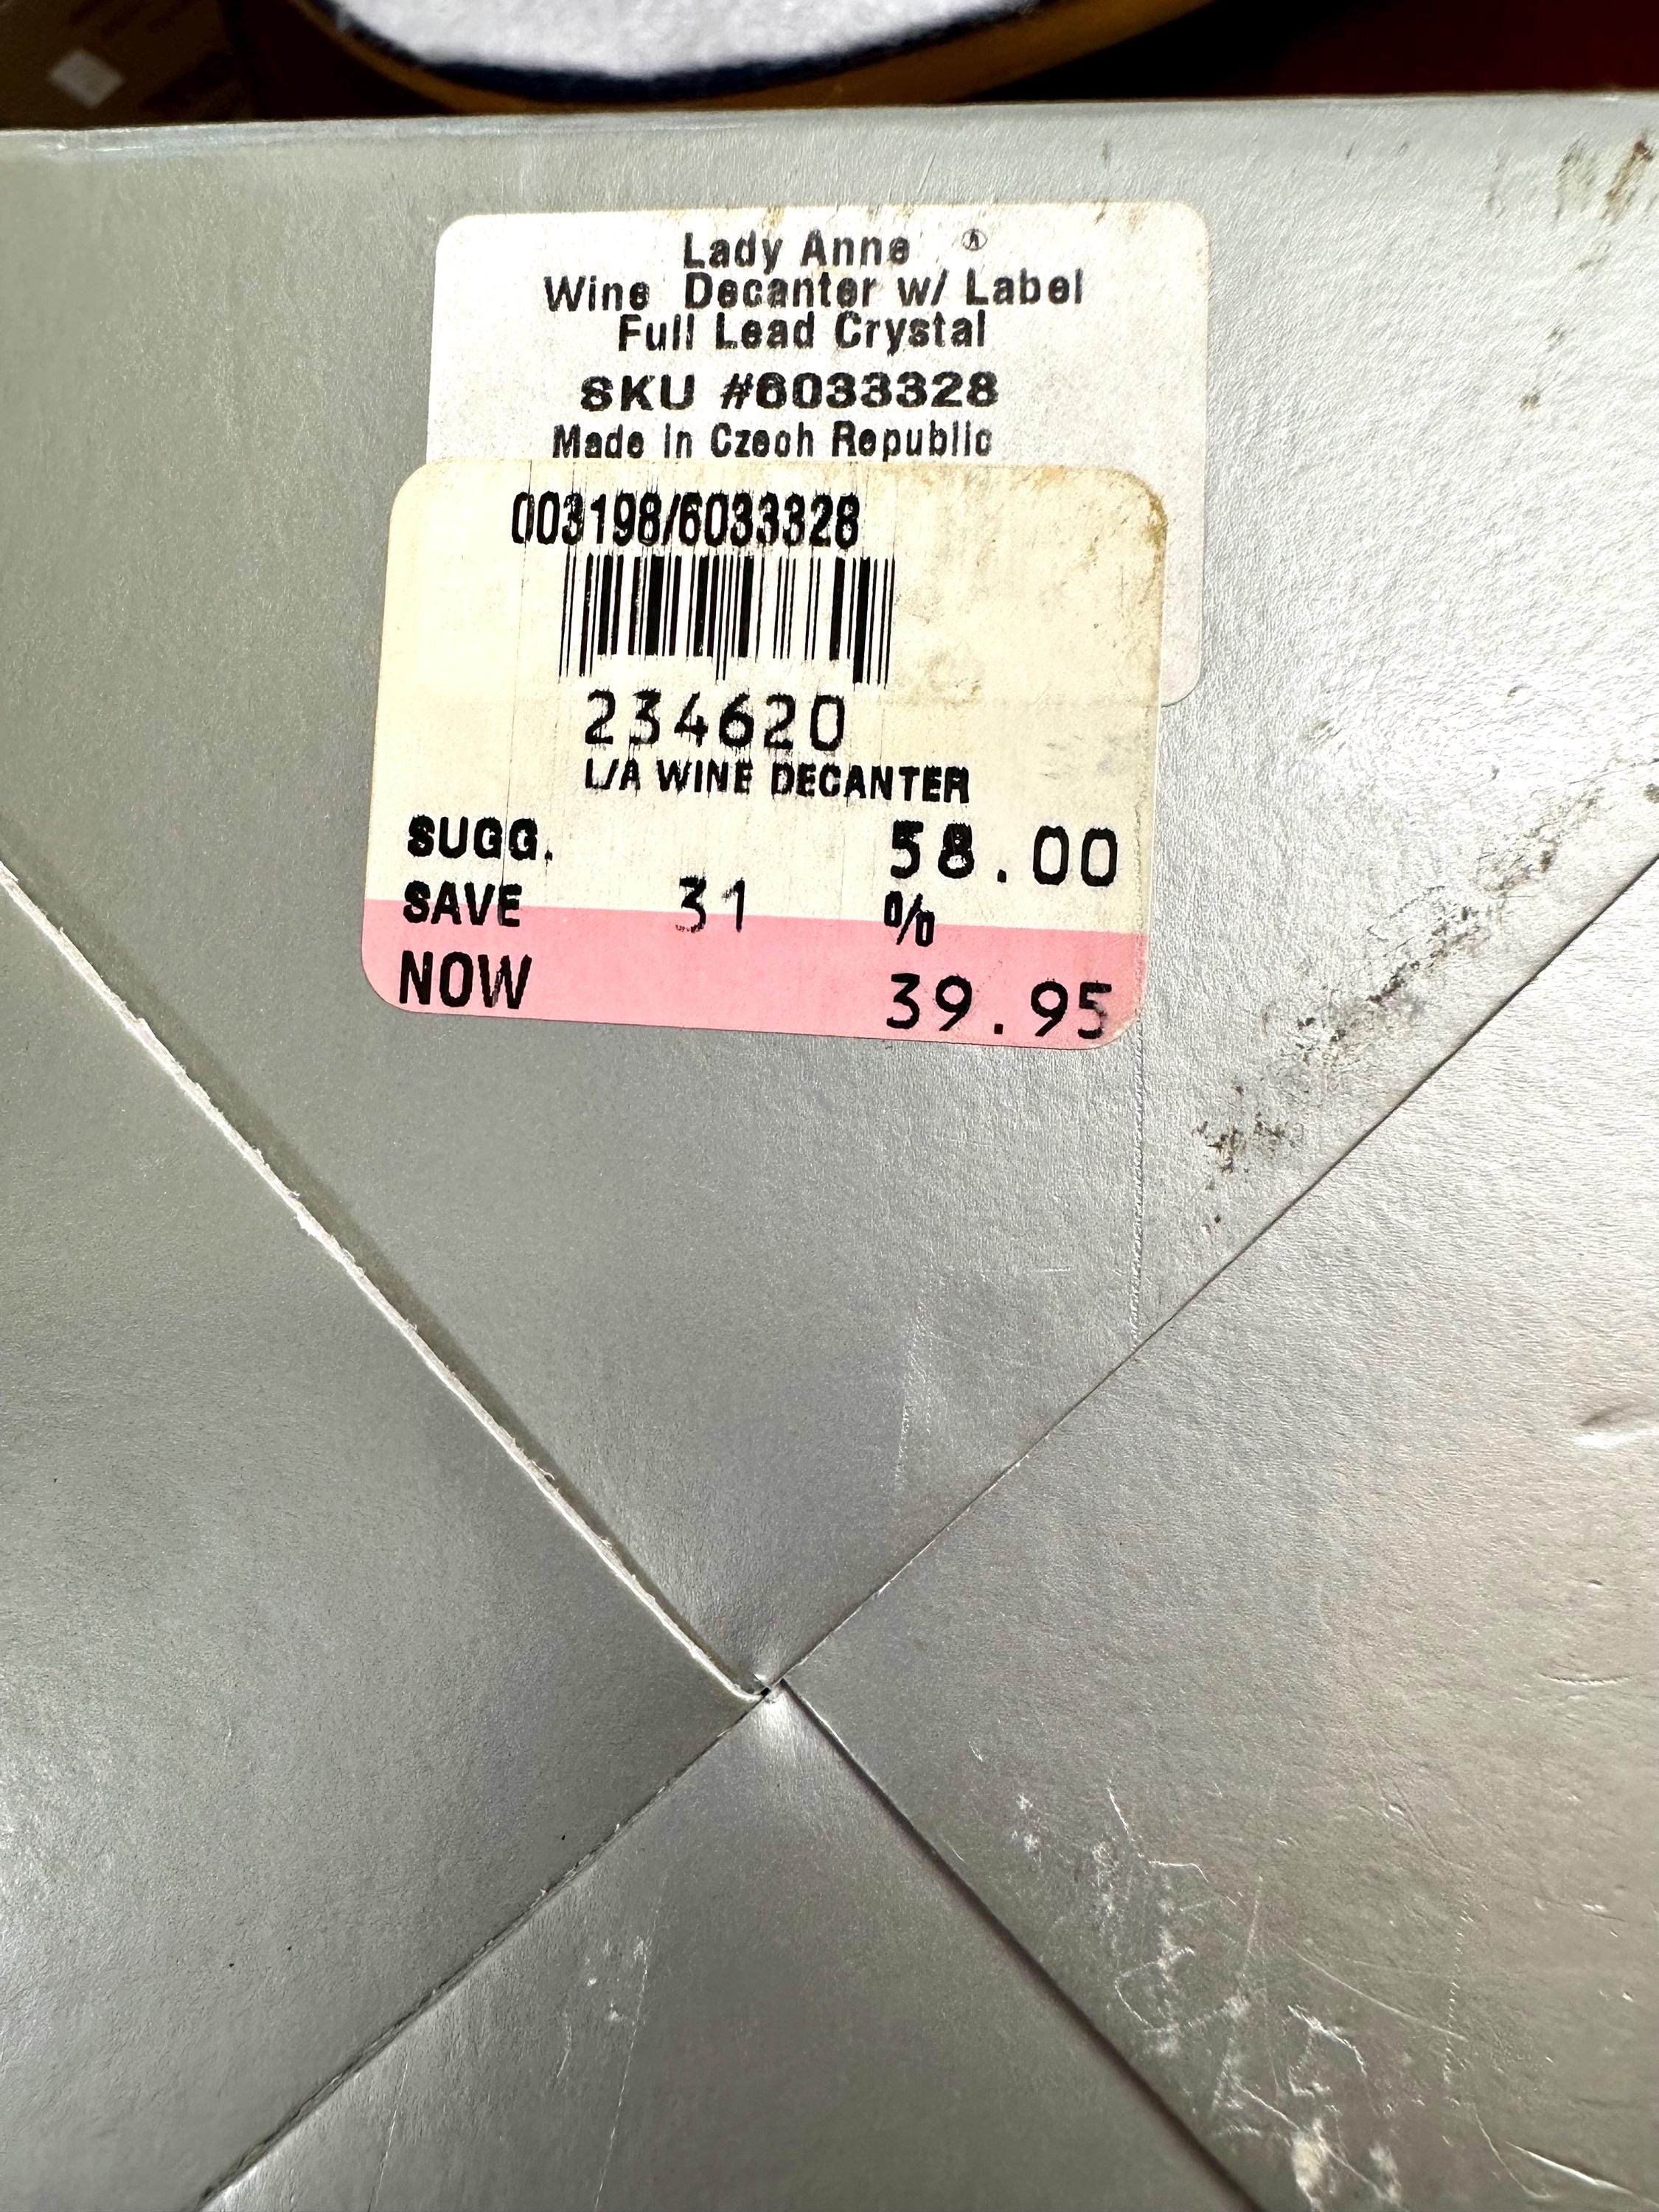 Lady Anne ®
Wine Decanter w/ Label
Full Lead Crystal
SKU #6033328
Made in Czech Republic
003198/6033328
234620
L/A WINE DECANTER
SUGG. 58.00
SAVE 31 %
NOW 39.95